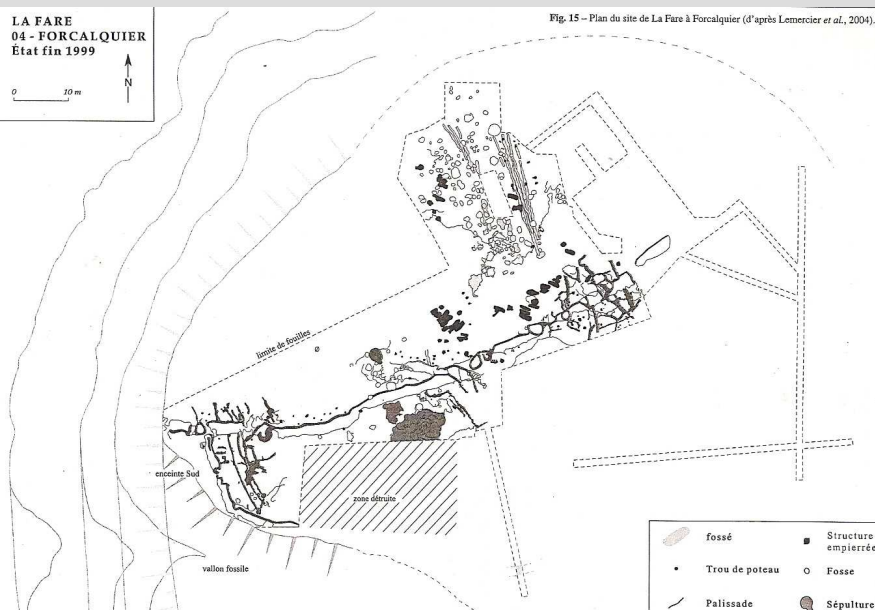 LA FARE
04 - FORCALQUIER
État fin 1999
N
0 10 m
Fig. 15 – Plan du site de La Fare à Forcalquier (d'après Lemercier et al., 2004).
limite de fouilles
enceinte Sud
zone détruite
vallon fossile
fossé
Structure
empierrée
Trou de poteau
Fosse
Palissade
Sépulture